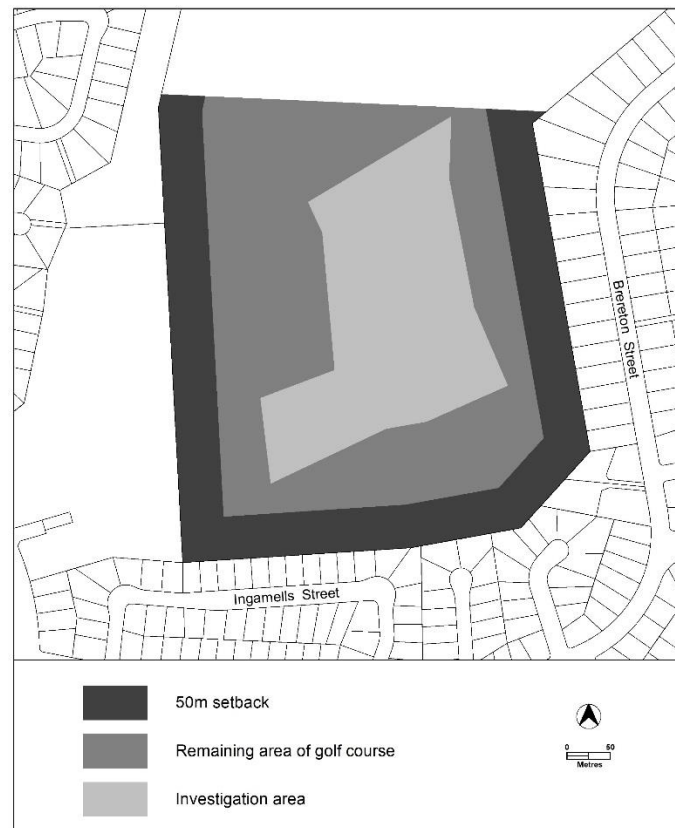 Brereton Street
Ingamells Street
50m setback
Remaining area of golf course
Investigation area
0 50
Metres